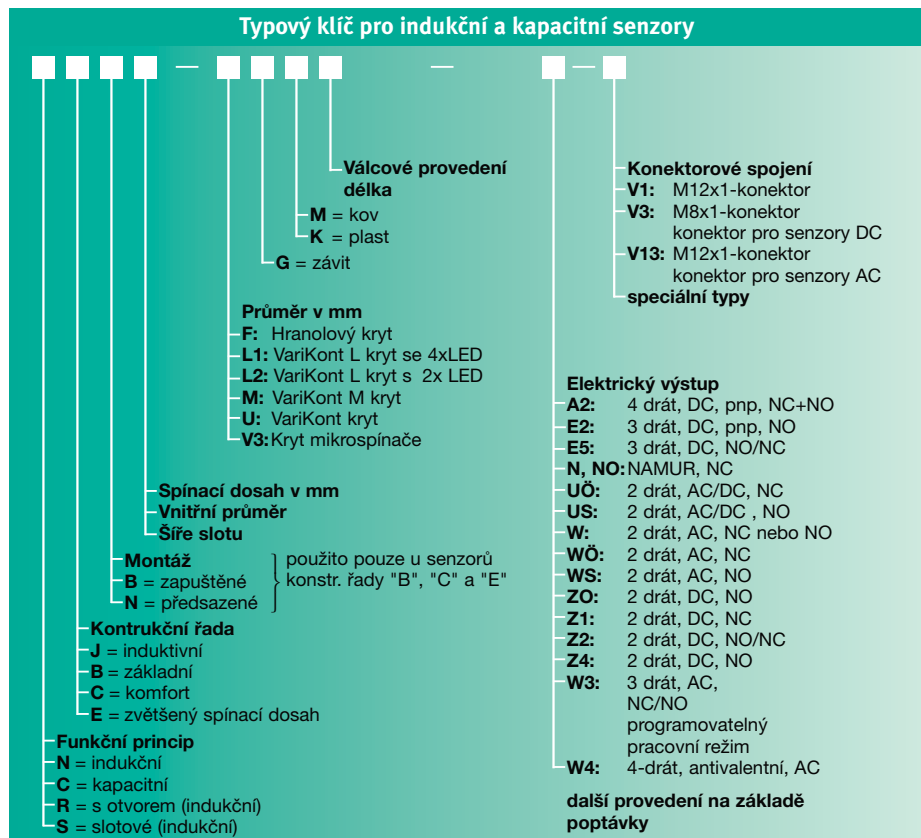 Typový klíč pro indukční a kapacitní senzory
Válcové provedení
délka
M = kov
K = plast
G = závit
Průměr v mm
F: Hranolový kryt
L1: VariKont L kryt se 4xLED
L2: VariKont L kryt s 2x LED
M: VariKont M kryt
U: VariKont kryt
V3: Kryt mikrospínače
Spínací dosah v mm
Vnitřní průměr
Šíře slotu
Montáž
B = zapuštěné
N = předsazené
použito pouze u senzorů
konstr. řady "B", "C" a "E"
Kontrukční řada
J = induktivní
B = základní
C = komfort
E = zvětšený spínací dosah
Funkční princip
N = indukční
C = kapacitní
R = s otvorem (indukční)
S = slotové (indukční)
Konektorové spojení
V1: M12x1-konektor
V3: M8x1-konektor
konektor pro senzory DC
V13: M12x1-konektor
konektor pro senzory AC
speciální typy
Elektrický výstup
A2: 4 drát, DC, pnp, NC+NO
E2: 3 drát, DC, pnp, NO
E5: 3 drát, DC, NO/NC
N, NO: NAMUR, NC
UÖ: 2 drát, AC/DC, NC
US: 2 drát, AC/DC , NO
W: 2 drát, AC, NC nebo NO
WÖ: 2 drát, AC, NC
WS: 2 drát, AC, NO
ZO: 2 drát, DC, NO
Z1: 2 drát, DC, NC
Z2: 2 drát, DC, NO/NC
Z4: 2 drát, DC, NO
W3: 3 drát, AC,
NC/NO
programovatelný
pracovní režim
W4: 4-drát, antivalentní, AC
další provedení na základě
poptávky